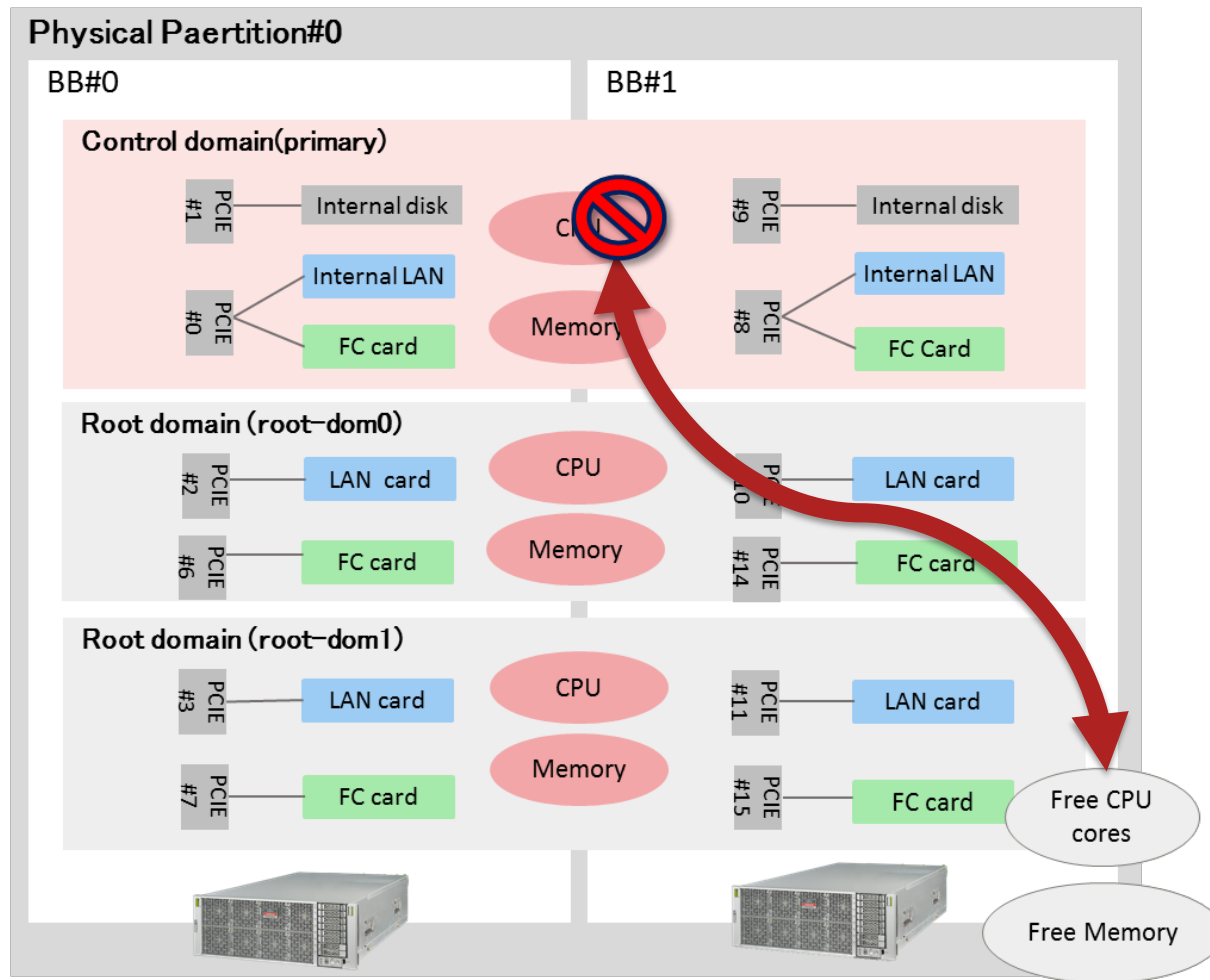 Physical Paertition#0
BB#0
BB#1
Control domain(primary)
PCIE
#1
Internal disk
PCIE
#0
Internal LAN
FC card
Memory
PCIE
#9
Internal disk
PCIE
#8
Internal LAN
FC Card
Root domain (root-dom0)
PCIE
#2
LAN card
PCIE
#6
FC card
CPU
Memory
PCIE
10
LAN card
PCIE
#14
FC card
Root domain (root-dom1)
PCIE
#3
LAN card
PCIE
#7
FC card
CPU
Memory
PCIE
#11
LAN card
PCIE
#15
FC card
Free CPU
cores
Free Memory